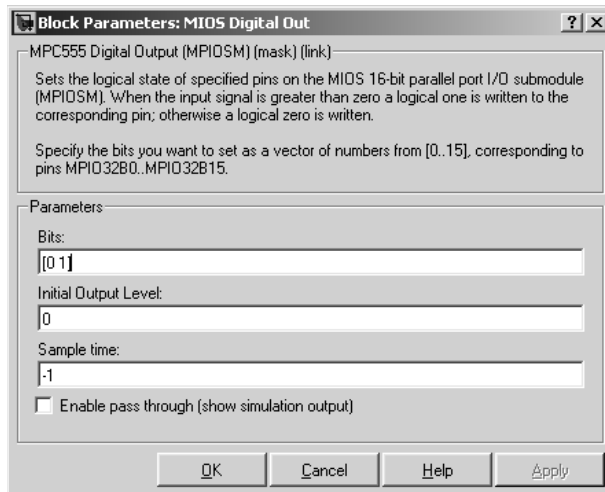 Block Parameters: MIOS Digital Out
MPC555 Digital Output (MPIOSM) (mask) (link)
Sets the logical state of specified pins on the MIOS 16-bit parallel port I/O submodule
(MPIOSM). When the input signal is greater than zero a logical one is written to the
corresponding pin; otherwise a logical zero is written.
Specify the bits you want to set as a vector of numbers from [0..15], corresponding to
pins MPIO32B0..MPIO32B15.
Parameters
Bits:
[0 1]
Initial Output Level:
0
Sample time:
-1
Enable pass through (show simulation output)
OK Cancel Help Apply